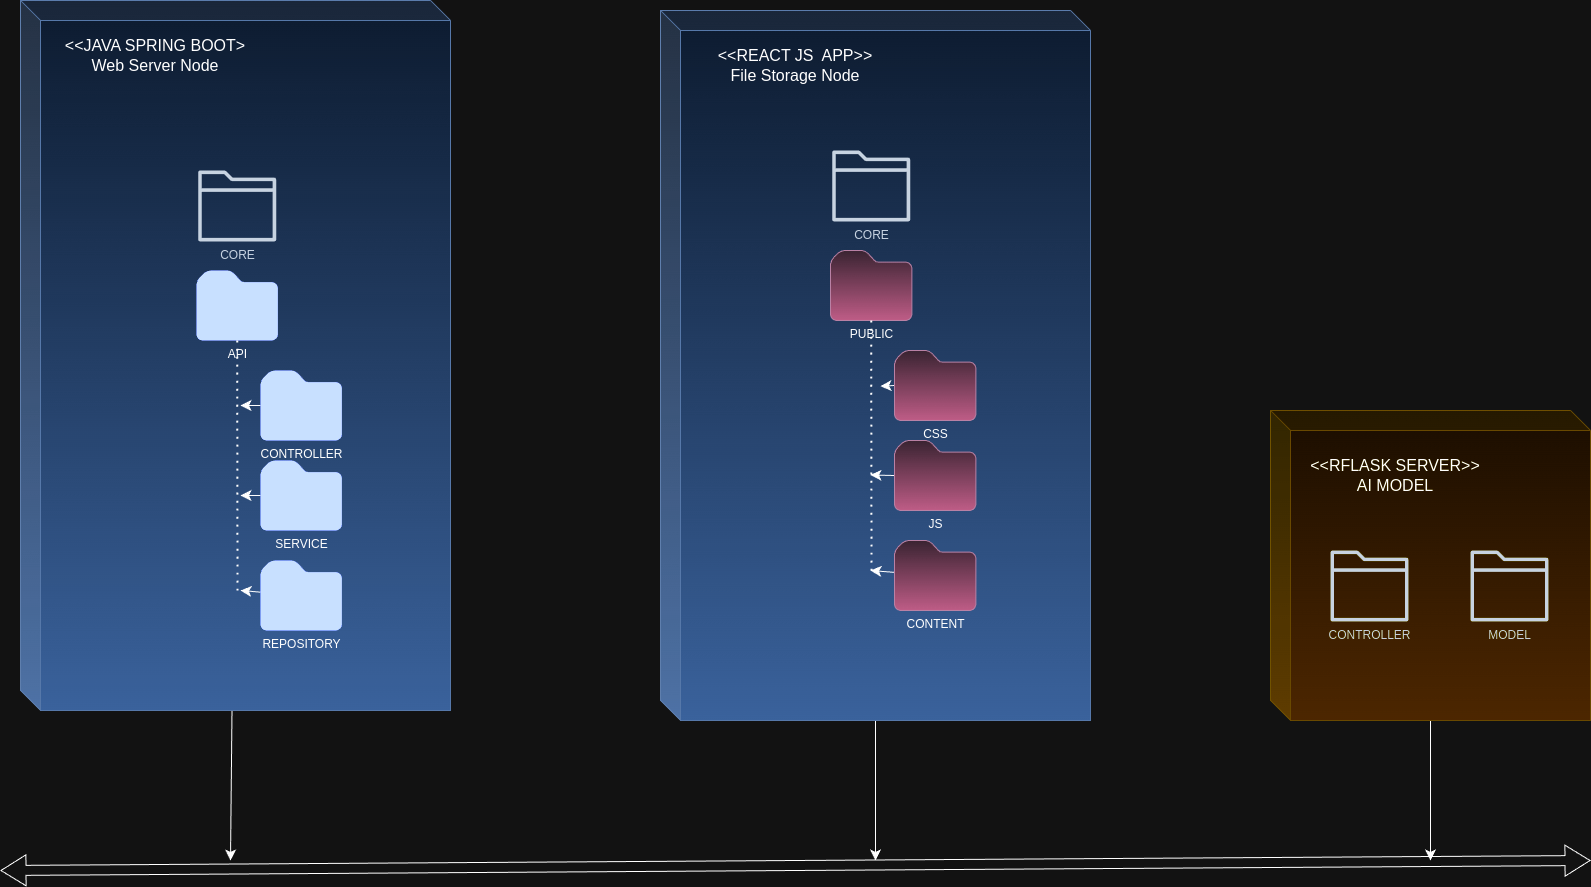 <<JAVA SPRING BOOT>
Web Server Node
CORE
API
CONTROLLER
SERVICE
REPOSITORY
<<REACT JS  APP>>
File Storage Node
CORE
PUBLIC
CSS
JS
CONTENT
<<RFLASK SERVER>>
AI MODEL
CONTROLLER
MODEL